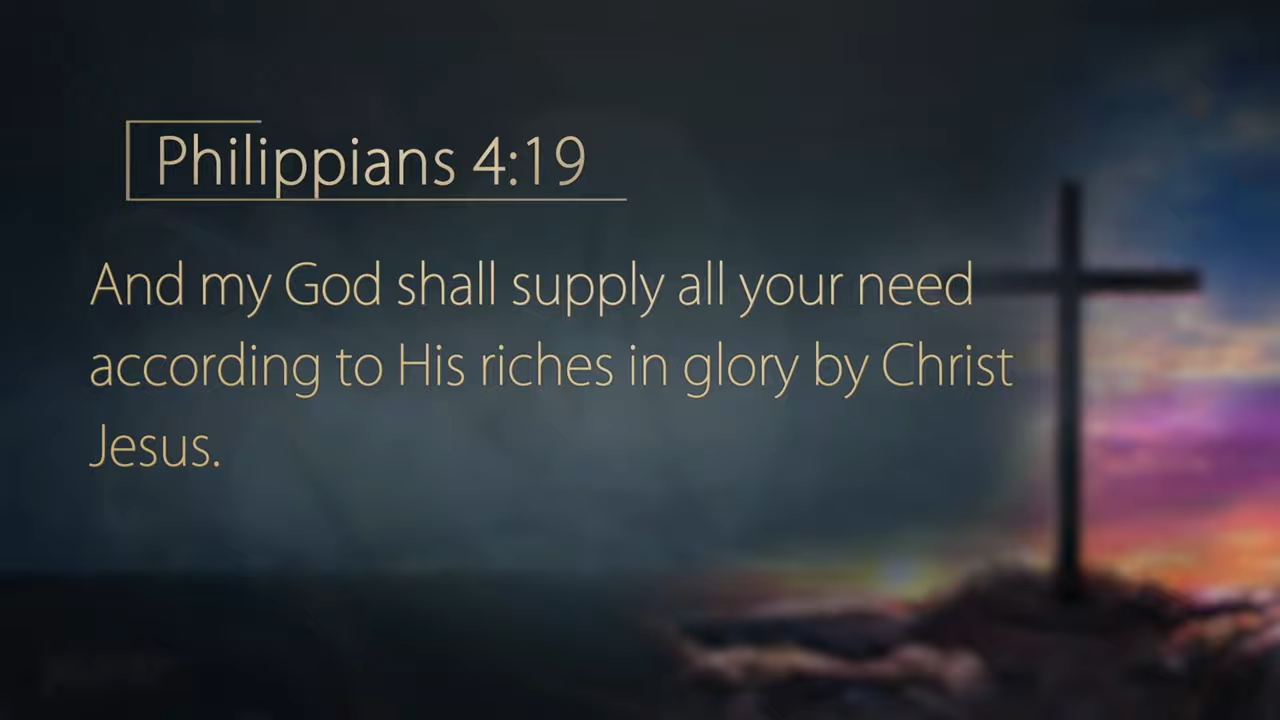 Philippians 4:19
And my God shall supply all your need
according to His riches in glory by Christ
Jesus.